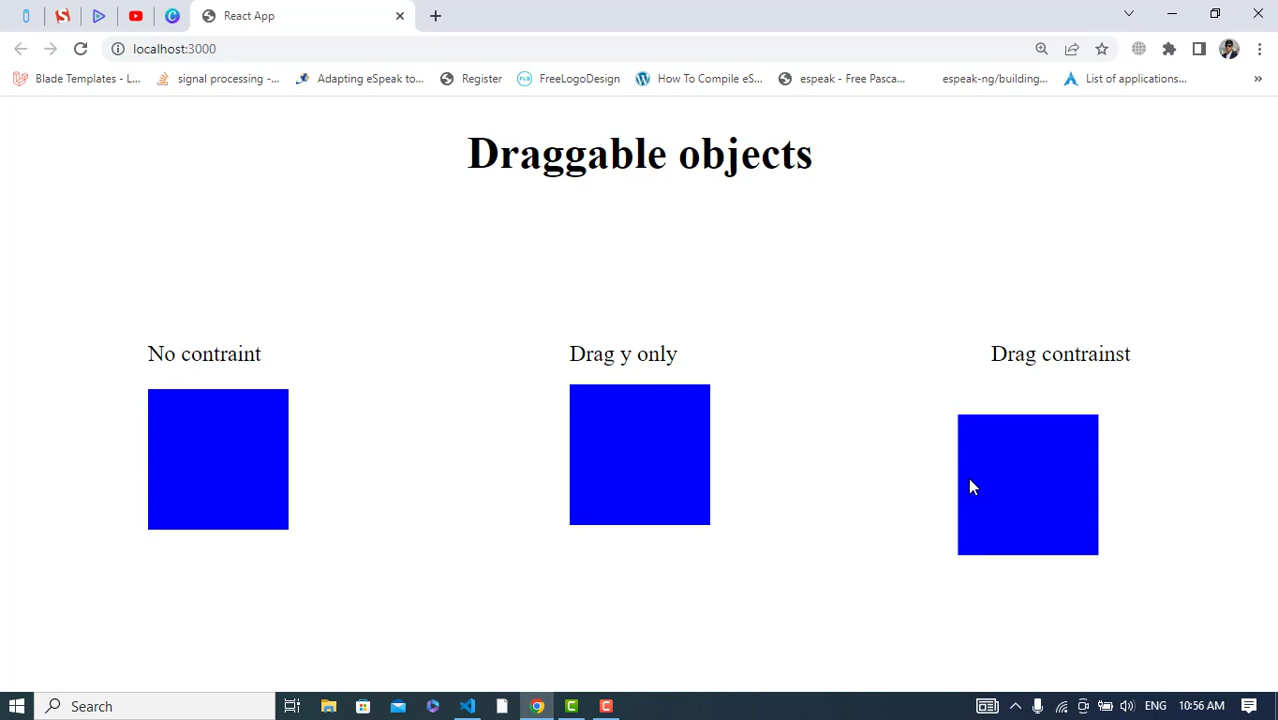 React App
localhost:3000
Blade Templates - L... signal processing -... Adapting eSpeak to... Register FLD FreeLogoDesign How To Compile eS... espeak - Free Pasca... espeak-ng/building... List of applications... »
Draggable objects
No contraint Drag y only Drag contrainst
Search ENG 10:56 AM